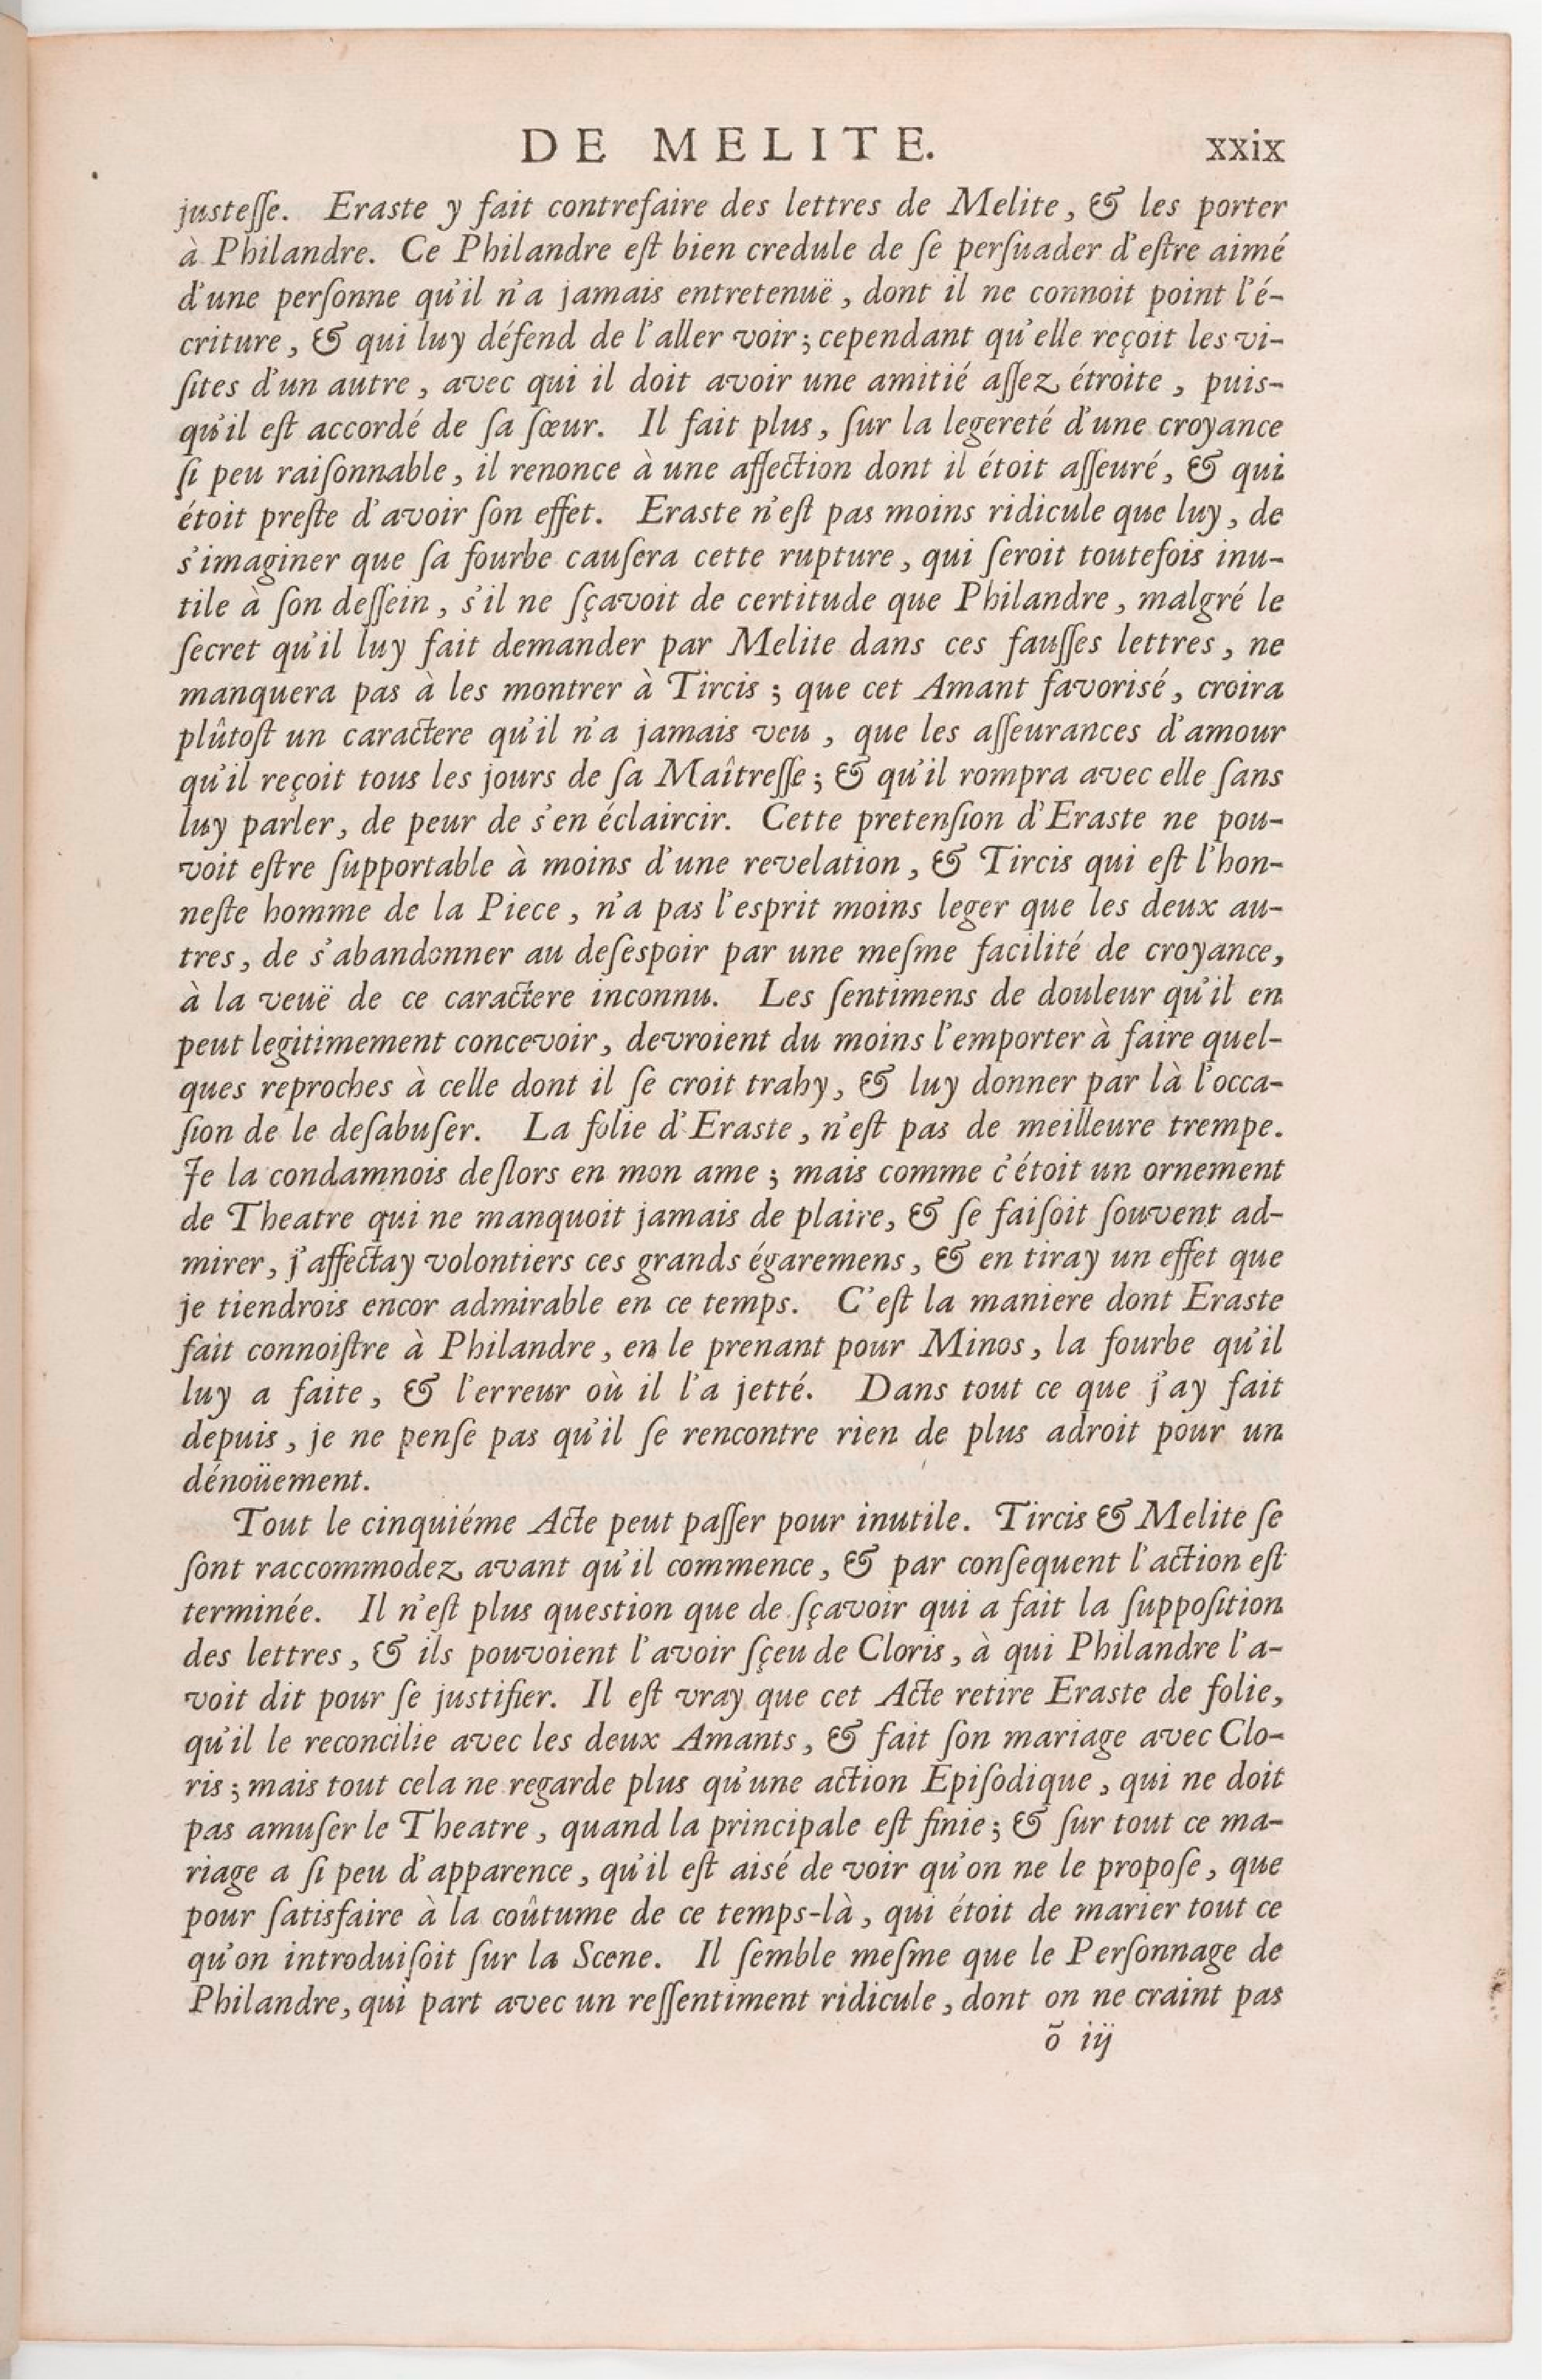 DE MELITE. xxix
justeſſe. Eraste y fait contrefaire des lettres de Melite, & les porter
à Philandre. Ce Philandre eſt bien credule de ſe perſuader d'eſtre aimé
d'une perſonne qu'il n'a jamais entretenuë, dont il ne connoit point l'é-
criture, & qui luy défend de l'aller voir; cependant qu'elle reçoit les vi-
ſites d'un autre, avec qui il doit avoir une amitié aſſez étroite, puis-
qu'il eſt accordé de ſa ſœur. Il fait plus, ſur la legereté d'une croyance
ſi peu raiſonnable, il renonce à une affection dont il étoit aſſeuré, & qui
étoit preſte d'avoir ſon effet. Eraste n'eſt pas moins ridicule que luy, de
s'imaginer que ſa fourbe cauſera cette rupture, qui ſeroit toutefois inu-
tile à ſon deſſein, s'il ne ſçavoit de certitude que Philandre, malgré le
ſecret qu'il luy fait demander par Melite dans ces fauſſes lettres, ne
manquera pas à les montrer à Tircis; que cet Amant favorisé, croira
plûtoſt un caractere qu'il n'a jamais veu, que les aſſeurances d'amour
qu'il reçoit tous les jours de ſa Maîtreſſe; & qu'il rompra avec elle ſans
luy parler, de peur de s'en éclaircir. Cette pretenſion d'Eraste ne pou-
voit eſtre ſupportable à moins d'une revelation, & Tircis qui eſt l'hon-
neſte homme de la Piece, n'a pas l'esprit moins leger que les deux au-
tres, de s'abandonner au deſespoir par une meſme facilité de croyance,
à la veuë de ce caractere inconnu. Les ſentimens de douleur qu'il en
peut legitimement concevoir, devroient du moins l'emporter à faire quel-
ques reproches à celle dont il ſe croit trahy, & luy donner par là l'occa-
ſion de le deſabuſer. La folie d'Eraste, n'eſt pas de meilleure trempe.
Je la condamnois deſlors en mon ame; mais comme c'étoit un ornement
de Theatre qui ne manquoit jamais de plaire, & ſe faiſoit ſouvent ad-
mirer, j'affectay volontiers ces grands égaremens, & en tiray un effet que
je tiendrois encor admirable en ce temps. C'eſt la maniere dont Eraste
fait connoiſtre à Philandre, en le prenant pour Minos, la fourbe qu'il
luy a faite, & l'erreur où il l'a jetté. Dans tout ce que j'ay fait
depuis, je ne penſe pas qu'il ſe rencontre rien de plus adroit pour un
dénoüement.
Tout le cinquiéme Acte peut paſſer pour inutile. Tircis & Melite ſe
ſont raccommodez avant qu'il commence, & par conſequent l'action eſt
terminée. Il n'eſt plus question que de ſçavoir qui a fait la ſuppoſition
des lettres, & ils pouvoient l'avoir ſçeu de Cloris, à qui Philandre l'a-
voit dit pour ſe justifier. Il eſt vray que cet Acte retire Eraste de folie,
qu'il le reconcilie avec les deux Amants, & fait ſon mariage avec Clo-
ris; mais tout cela ne regarde plus qu'une action Epiſodique, qui ne doit
pas amuſer le Theatre, quand la principale eſt finie; & ſur tout ce ma-
riage a ſi peu d'apparence, qu'il eſt aisé de voir qu'on ne le propoſe, que
pour ſatisfaire à la coûtume de ce temps-là, qui étoit de marier tout ce
qu'on introduiſoit ſur la Scene. Il ſemble meſme que le Perſonnage de
Philandre, qui part avec un reſſentiment ridicule, dont on ne craint pas
õ iij